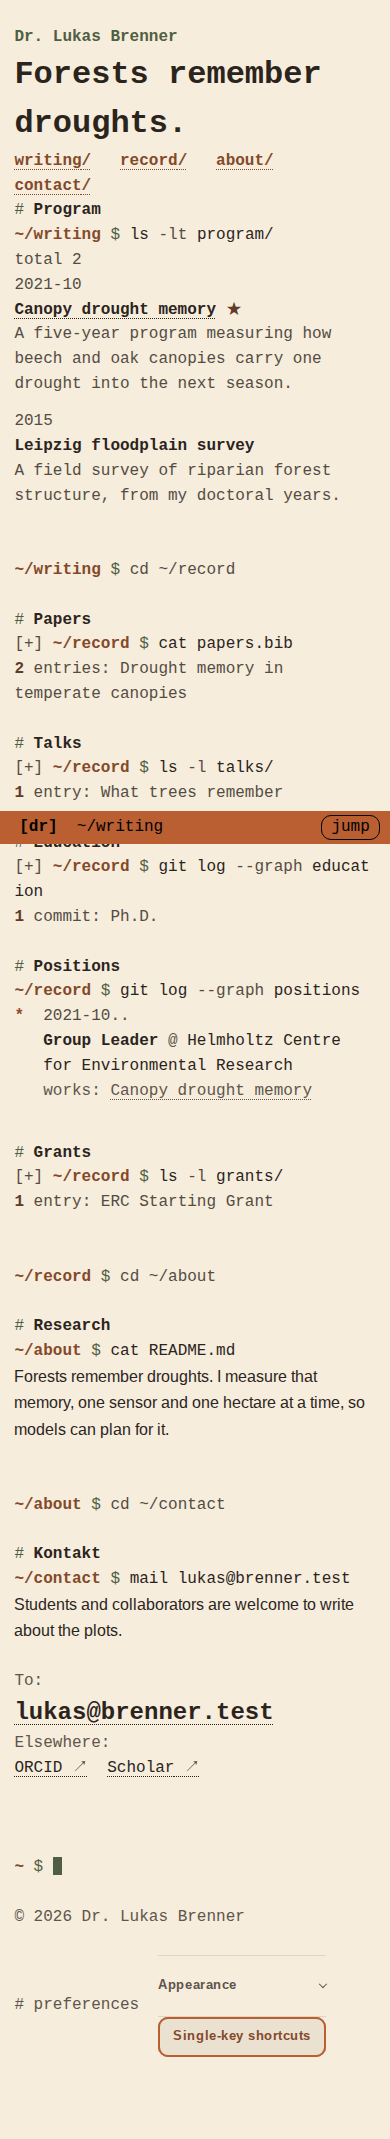 Dr. Lukas Brenner
Forests remember
droughts.
writing/ record/ about/
contact/
# Program
~/writing $ ls -lt program/
total 2
2021-10
Canopy drought memory ★
A five-year program measuring how
beech and oak canopies carry one
drought into the next season.
2015
Leipzig floodplain survey
A field survey of riparian forest
structure, from my doctoral years.
~/writing $ cd ~/record
# Papers
[+] ~/record $ cat papers.bib
2 entries: Drought memory in
temperate canopies
# Talks
[+] ~/record $ ls -l talks/
1 entry: What trees remember
[dr] ~/writing jump
# Education
[+] ~/record $ git log --graph educat
ion
1 commit: Ph.D.
# Positions
~/record $ git log --graph positions
* 2021-10..
Group Leader @ Helmholtz Centre
for Environmental Research
works: Canopy drought memory
# Grants
[+] ~/record $ ls -l grants/
1 entry: ERC Starting Grant
~/record $ cd ~/about
# Research
~/about $ cat README.md
Forests remember droughts. I measure that
memory, one sensor and one hectare at a time, so
models can plan for it.
~/about $ cd ~/contact
# Kontakt
~/contact $ mail lukas@brenner.test
Students and collaborators are welcome to write
about the plots.
To:
lukas@brenner.test
Elsewhere:
ORCID ↗ Scholar ↗
~ $
© 2026 Dr. Lukas Brenner
# preferences
Appearance
Single-key shortcuts